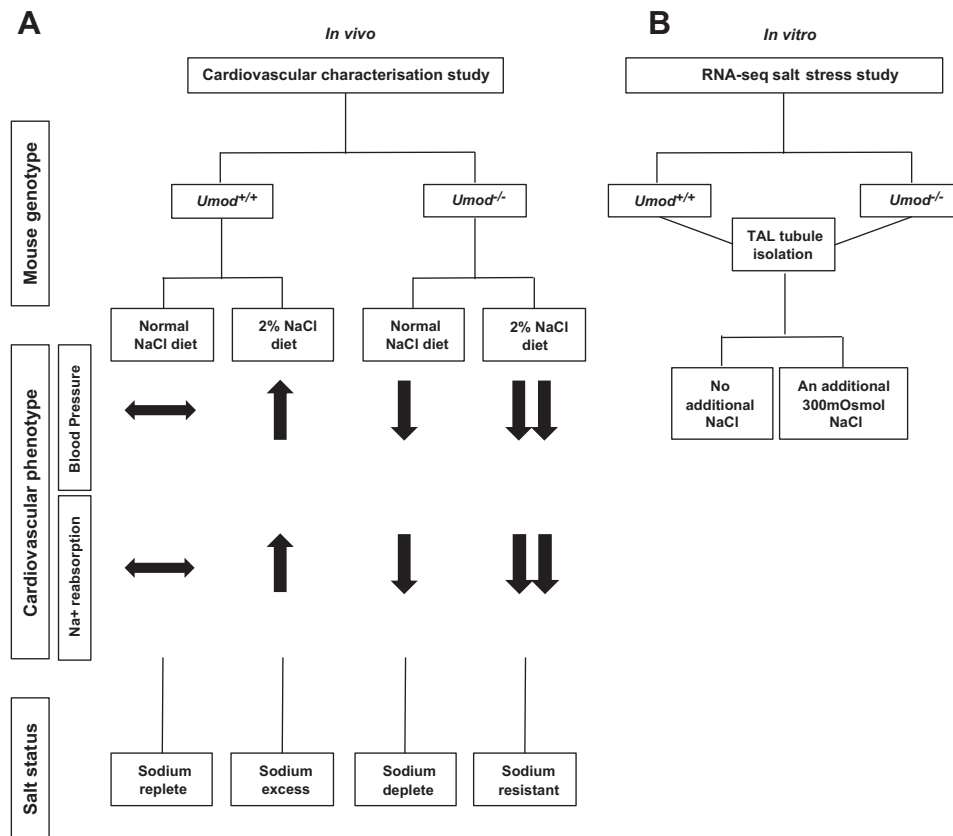 A
In vivo
Cardiovascular characterisation study
Mouse genotype
Umod+/+
Umod-/-
Normal
NaCl diet
2% NaCl
diet
Normal
NaCl diet
2% NaCl
diet
Cardiovascular phenotype
Blood Pressure
Na+ reabsorption
Salt status
Sodium
replete
Sodium
excess
Sodium
deplete
Sodium
resistant
B
In vitro
RNA-seq salt stress study
Umod+/+
Umod-/-
TAL tubule
isolation
No
additional
NaCl
An additional
300mOsmol
NaCl